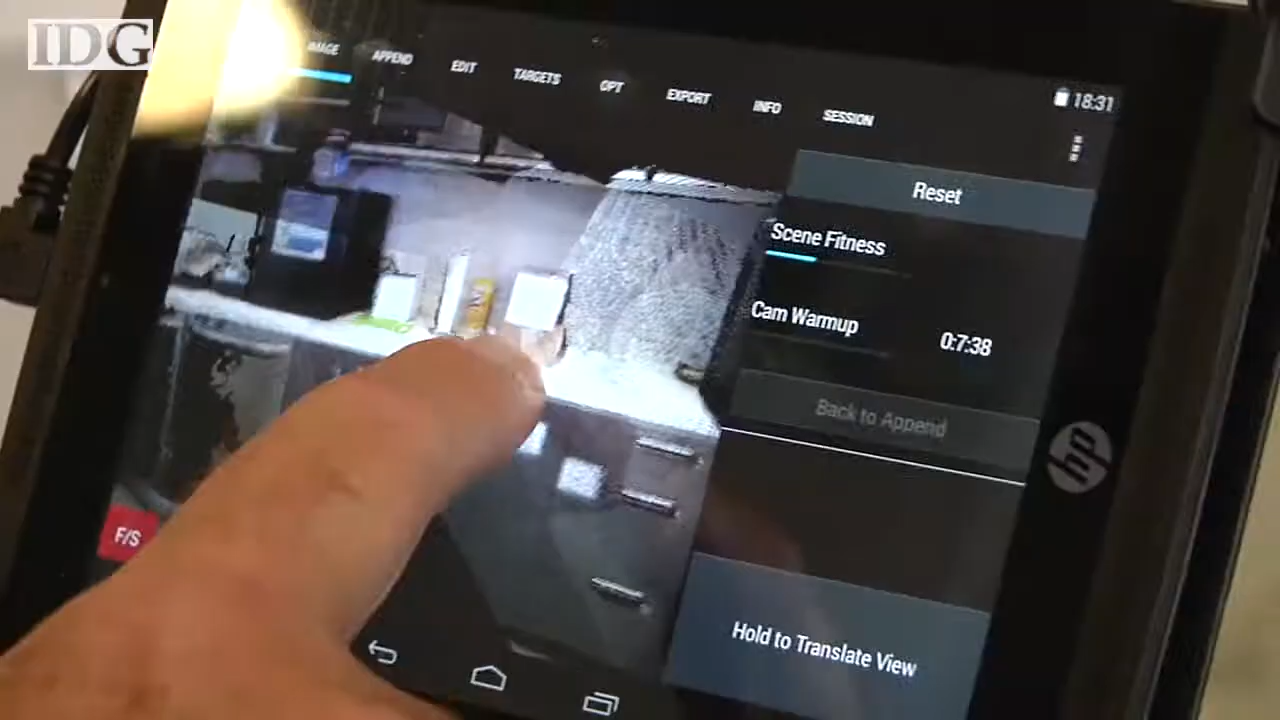 IDG
IMAGE APPEND EDIT TARGETS OPT EXPORT INFO SESSION
18:31
Reset
Scene Fitness
Cam Warmup 0:7:38
Back to Append
hp
F/S
Hold to Translate View